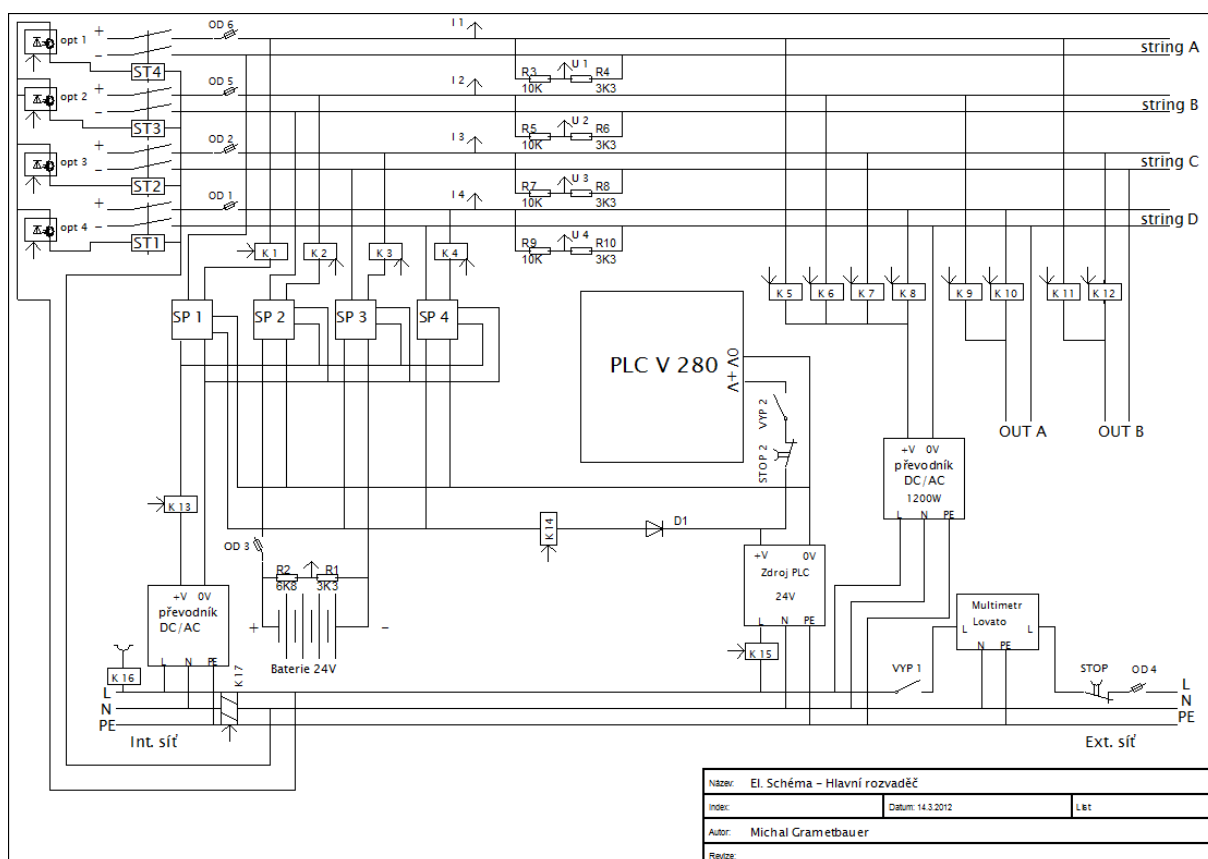 OD 6
I 1
opt 1
+
−
string A
ST4
R3
U 1
R4
10K
3K3
OD 5
I 2
opt 2
+
−
string B
ST3
R5
U 2
R6
10K
3K3
OD 2
I 3
opt 3
+
−
string C
ST2
R7
U 3
R8
10K
3K3
OD 1
I 4
opt 4
+
−
string D
ST1
R9
U 4
R10
10K
3K3
K 1
K 2
K 3
K 4
K 5
K 6
K 7
K 8
K 9
K 10
K 11
K 12
SP 1
SP 2
SP 3
SP 4
PLC V 280
0V
+V
VYP 2
STOP 2
OUT A
OUT B
+V 0V
převodník
DC/AC
1200W
L N PE
K 13
K 14
D1
OD 3
R2
R1
6K8
3K3
+
−
Baterie 24V
+V 0V
Zdroj PLC
24V
L N PE
K 15
+V 0V
převodník
DC/AC
L N PE
K 16
K17
Multimetr
Lovato
L L
N PE
VYP 1
STOP
OD 4
L
N
PE
Int. síť
L
N
PE
Ext. síť
Název: El. Schéma – Hlavní rozvaděč
Index: Datum: 14.3.2012 List
Autor: Michal Grametbauer
Revize: